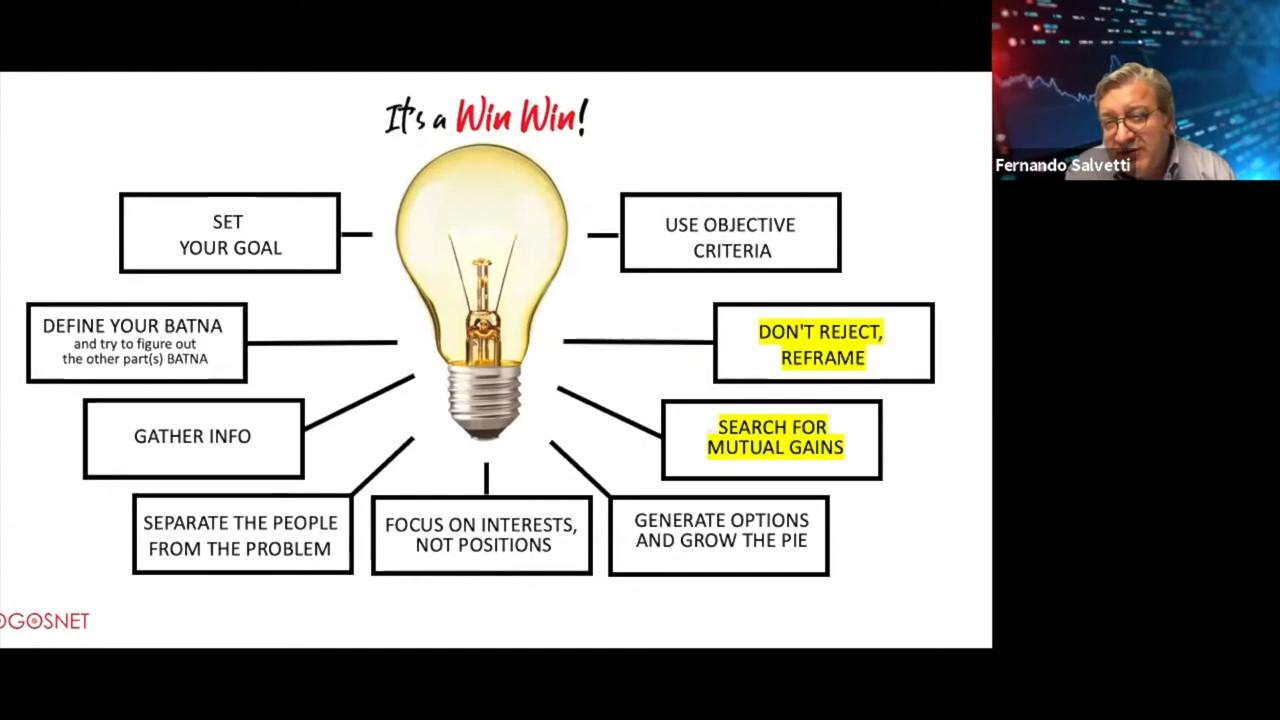 It's a Win Win!
SET
YOUR GOAL
USE OBJECTIVE
CRITERIA
DEFINE YOUR BATNA
and try to figure out
the other part(s) BATNA
DON'T REJECT,
REFRAME
GATHER INFO
SEARCH FOR
MUTUAL GAINS
SEPARATE THE PEOPLE
FROM THE PROBLEM
FOCUS ON INTERESTS,
NOT POSITIONS
GENERATE OPTIONS
AND GROW THE PIE
OGOSNET
Fernando Salvetti